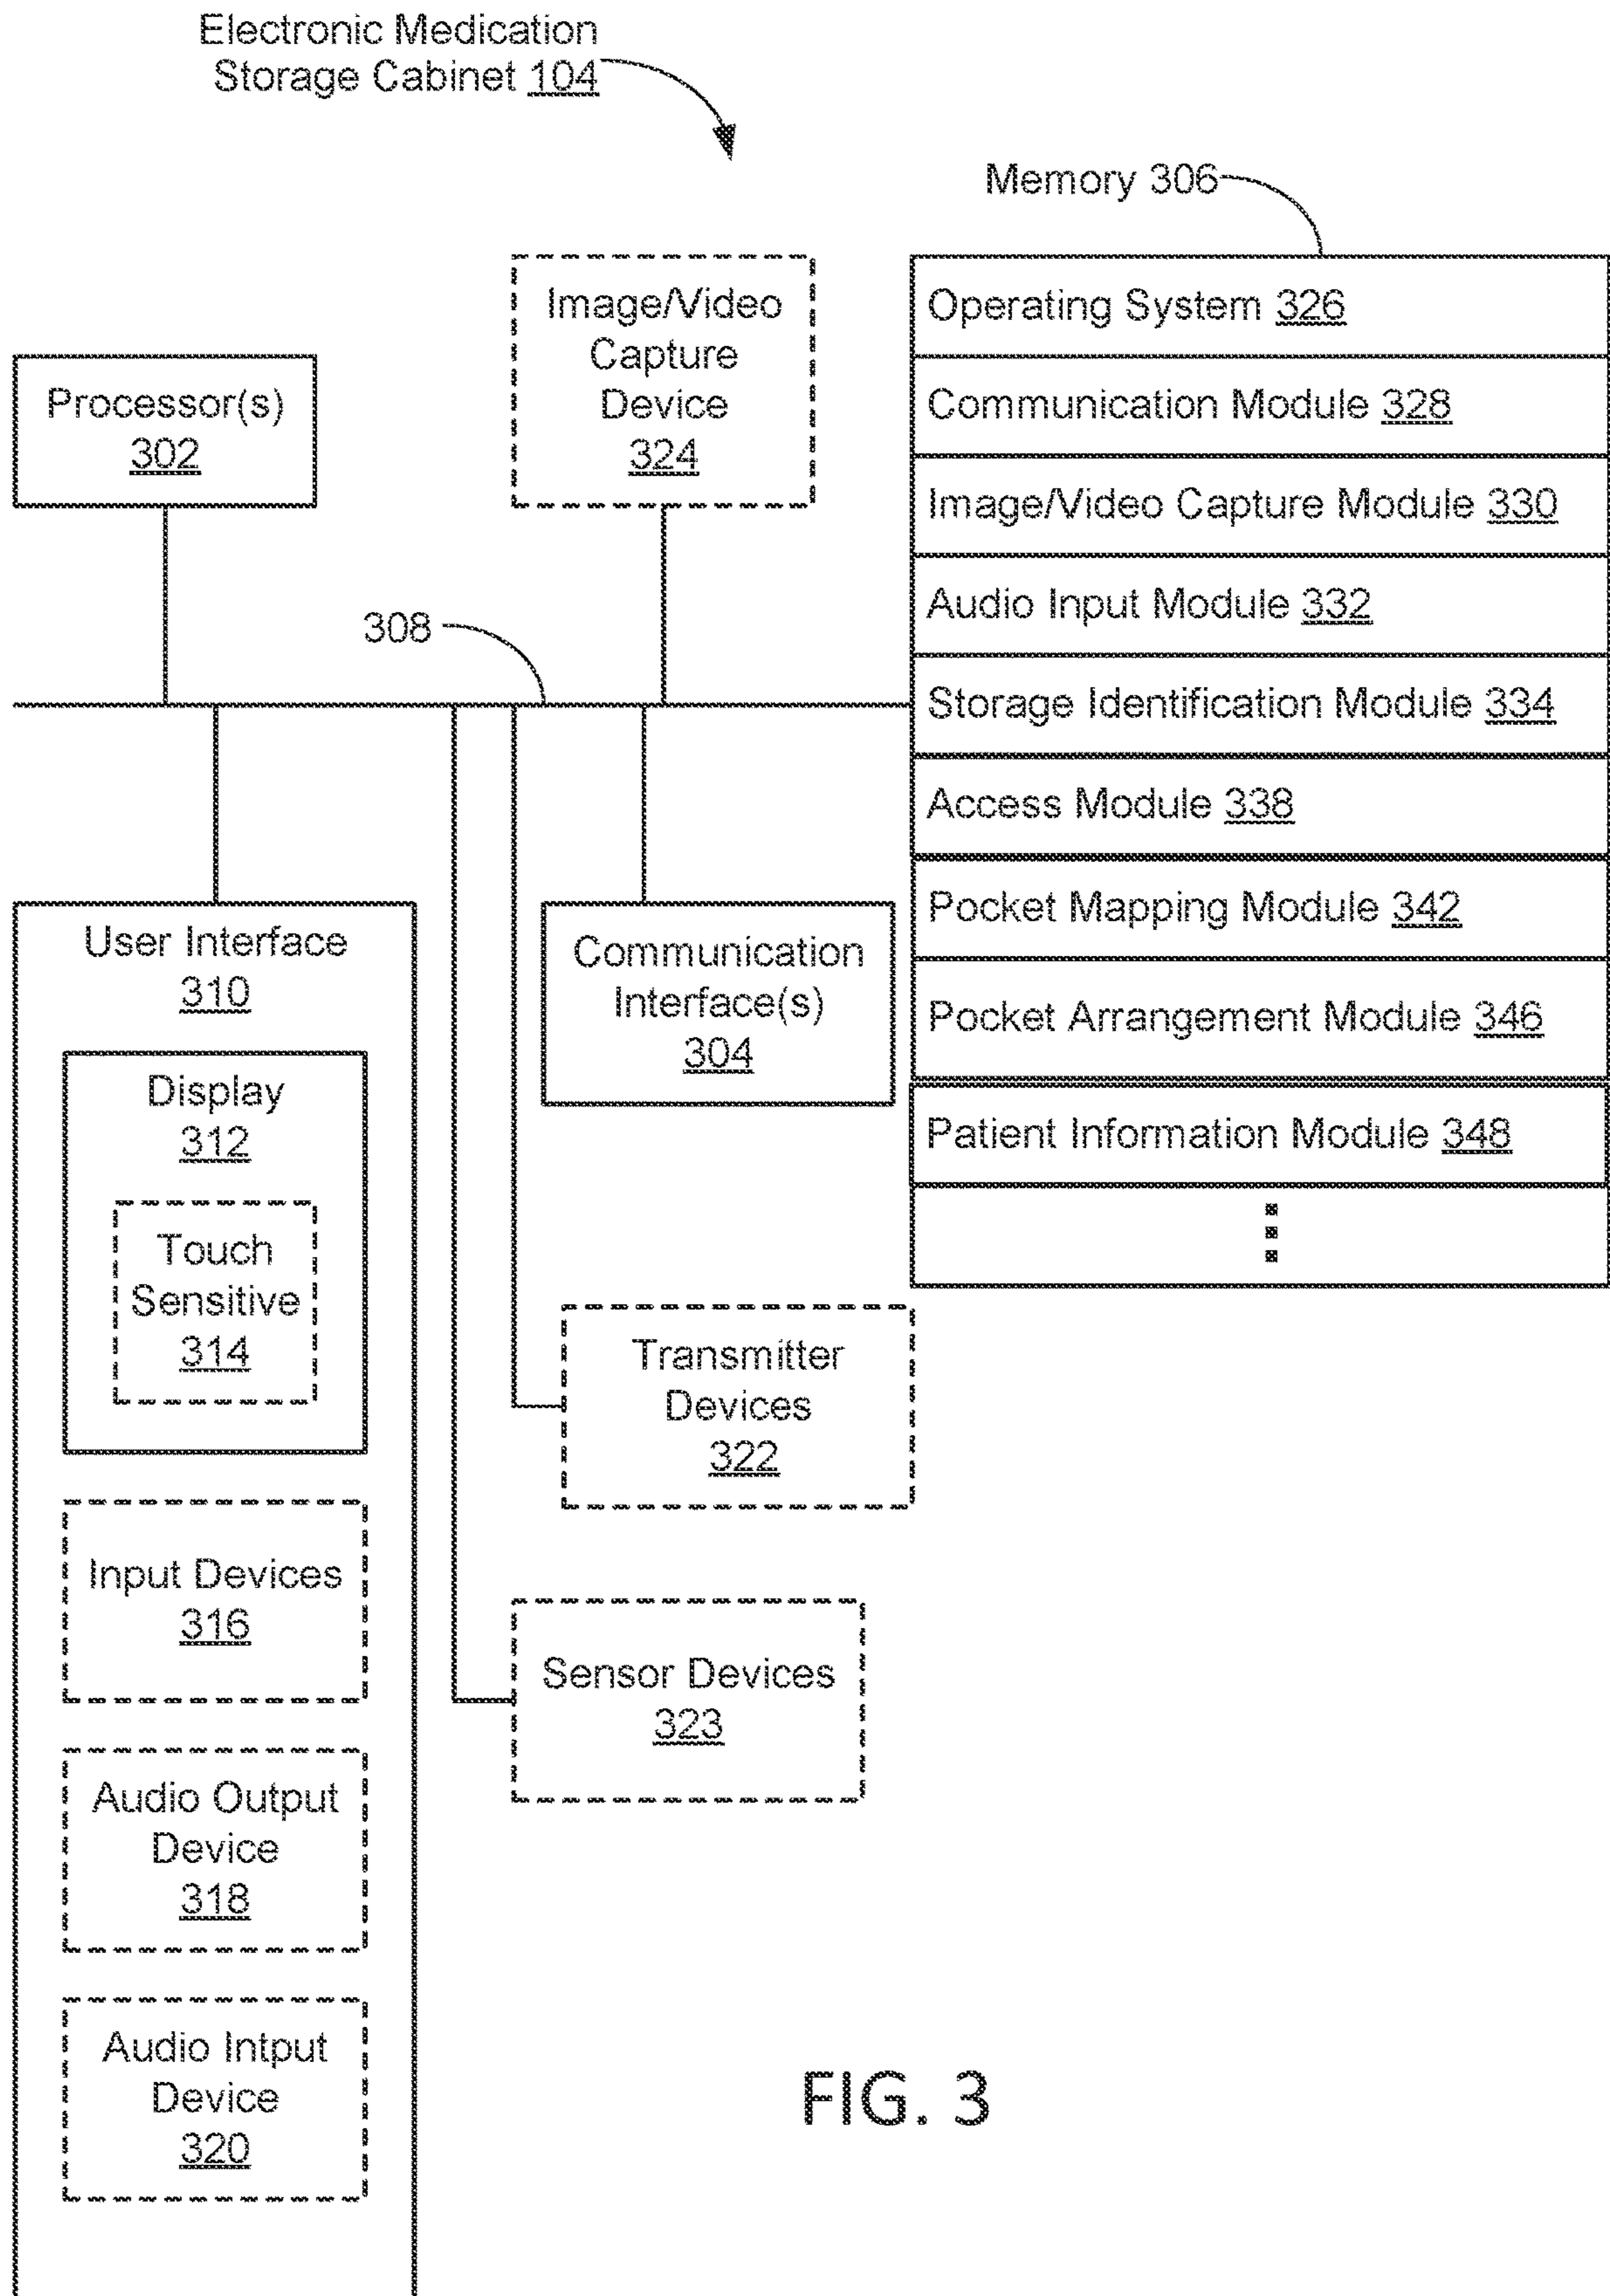 Electronic Medication
Storage Cabinet 104
Memory 306
Processor(s)
302
Image/Video
Capture
Device
324
308
Operating System 326
Communication Module 328
Image/Video Capture Module 330
Audio Input Module 332
Storage Identification Module 334
Access Module 338
Pocket Mapping Module 342
Pocket Arrangement Module 346
Patient Information Module 348
User Interface
310
Display
312
Touch
Sensitive
314
Input Devices
316
Audio Output
Device
318
Audio Intput
Device
320
Communication
Interface(s)
304
Transmitter
Devices
322
Sensor Devices
323
FIG. 3